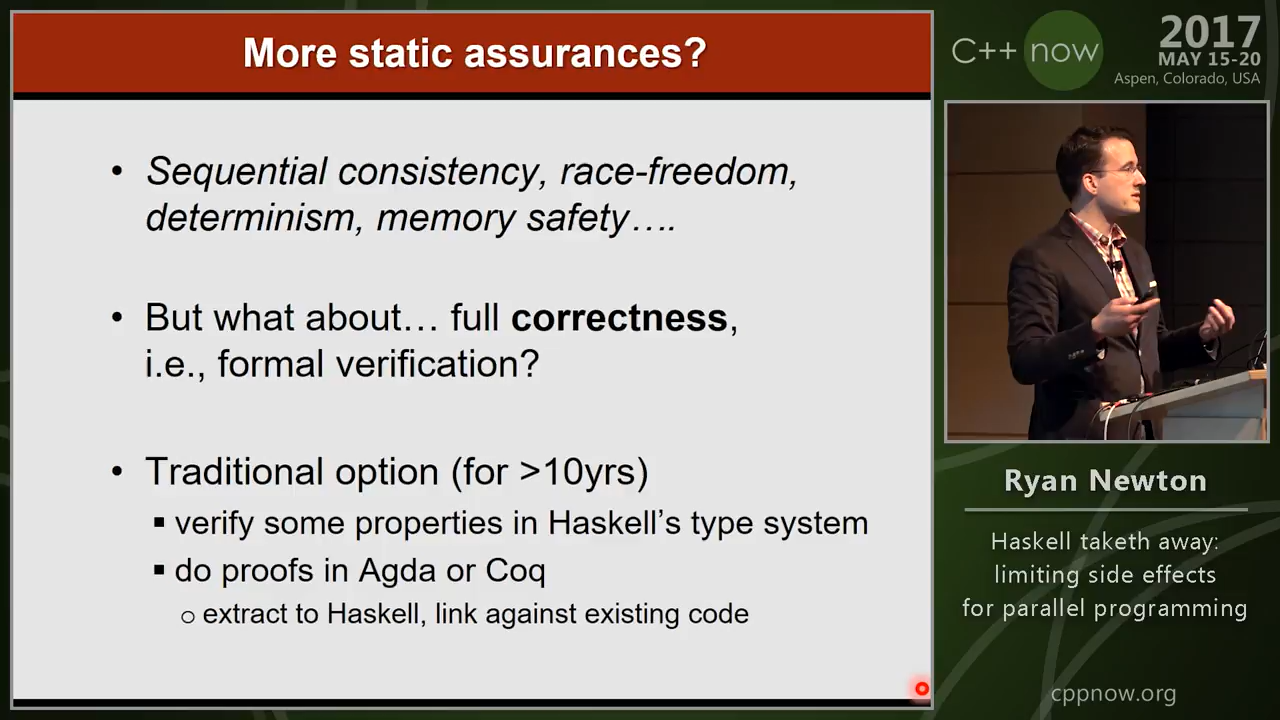 More static assurances?
• Sequential consistency, race-freedom,
determinism, memory safety….
• But what about… full correctness,
i.e., formal verification?
• Traditional option (for >10yrs)
▪ verify some properties in Haskell’s type system
▪ do proofs in Agda or Coq
o extract to Haskell, link against existing code
C++ now
2017
MAY 15-20
Aspen, Colorado, USA
Ryan Newton
Haskell taketh away:
limiting side effects
for parallel programming
cppnow.org